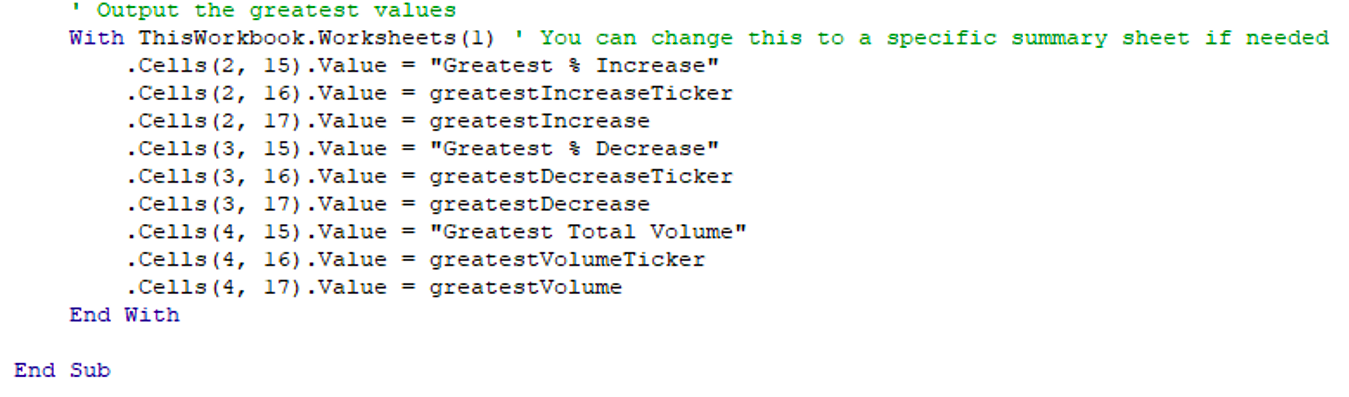 ' Output the greatest values
With ThisWorkbook.Worksheets(1) ' You can change this to a specific summary sheet if needed
.Cells(2, 15).Value = "Greatest % Increase"
.Cells(2, 16).Value = greatestIncreaseTicker
.Cells(2, 17).Value = greatestIncrease
.Cells(3, 15).Value = "Greatest % Decrease"
.Cells(3, 16).Value = greatestDecreaseTicker
.Cells(3, 17).Value = greatestDecrease
.Cells(4, 15).Value = "Greatest Total Volume"
.Cells(4, 16).Value = greatestVolumeTicker
.Cells(4, 17).Value = greatestVolume
End With
End Sub